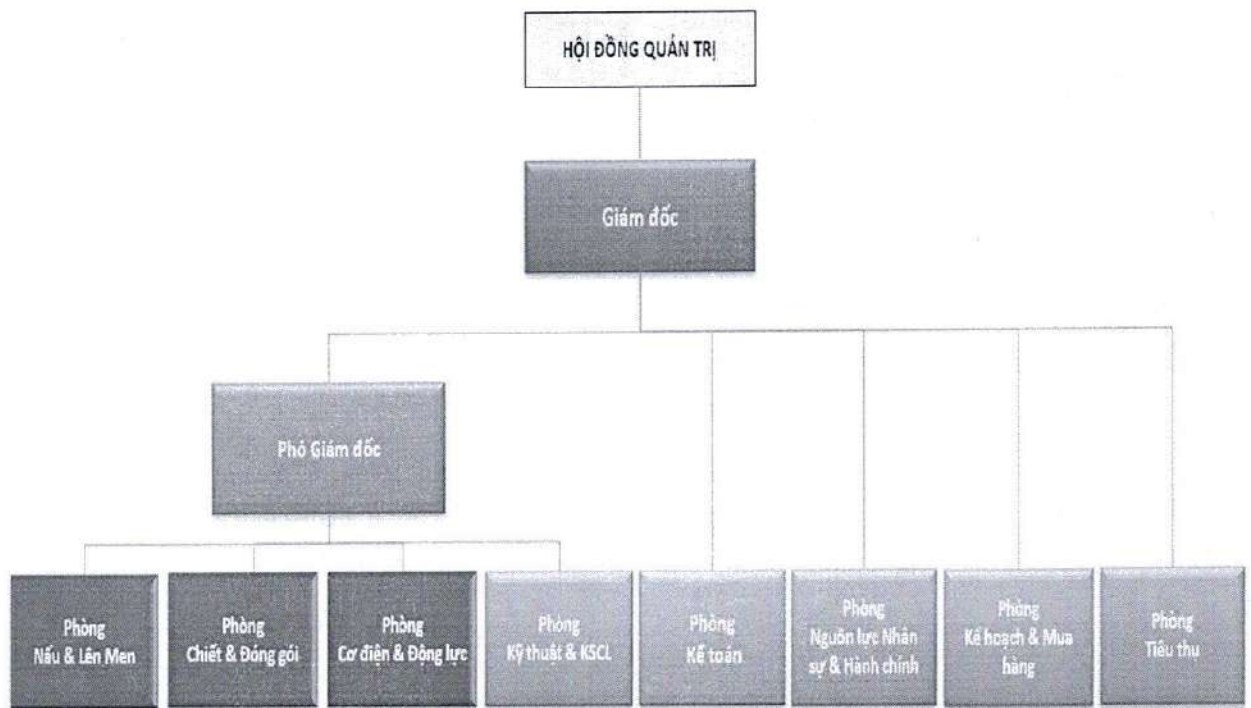 HỘI ĐỒNG QUẢN TRỊ
Giám đốc
Phó Giám đốc
Phòng
Nấu & Lên Men
Phòng
Chiết & Đóng gói
Phòng
Cơ điện & Động lực
Phòng
Kỹ thuật & KSCL
Phòng
Kế toán
Phòng
Nguồn lực Nhân
sự & Hành chính
Phòng
Kế hoạch & Mua
hàng
Phòng
Tiêu thụ